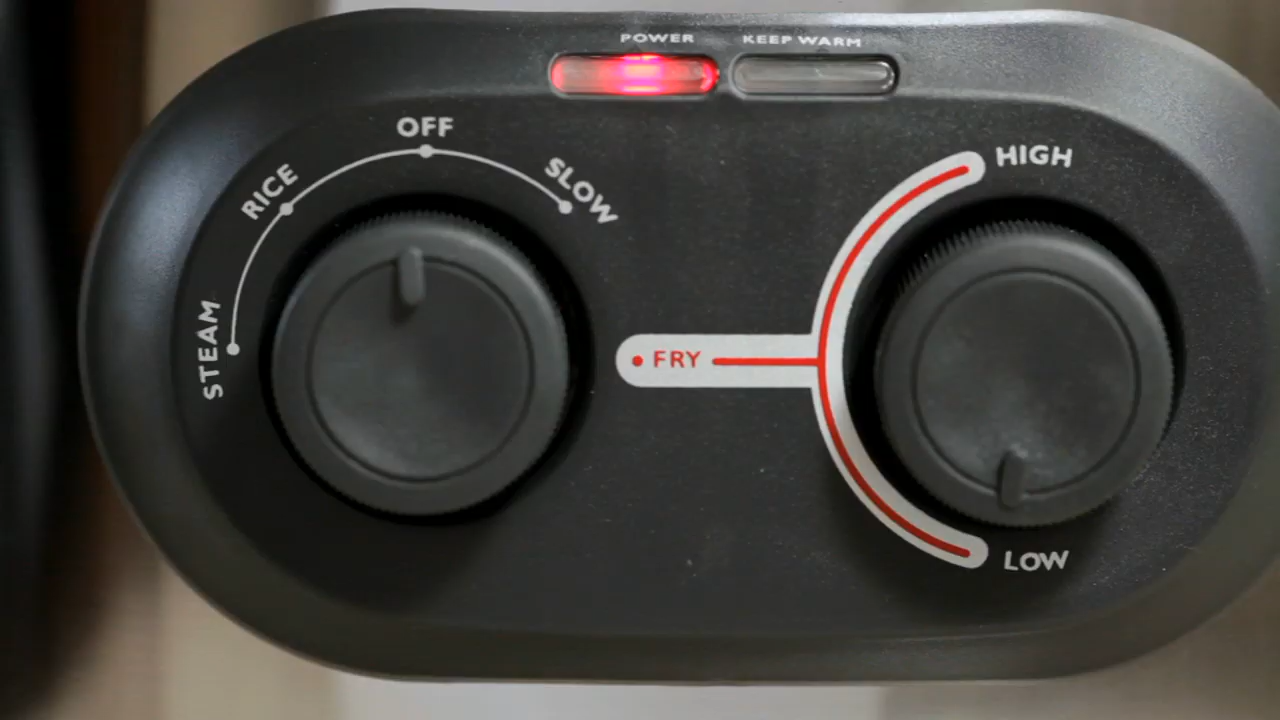 POWER
KEEP WARM
OFF
RICE
SLOW
STEAM
HIGH
FRY
LOW